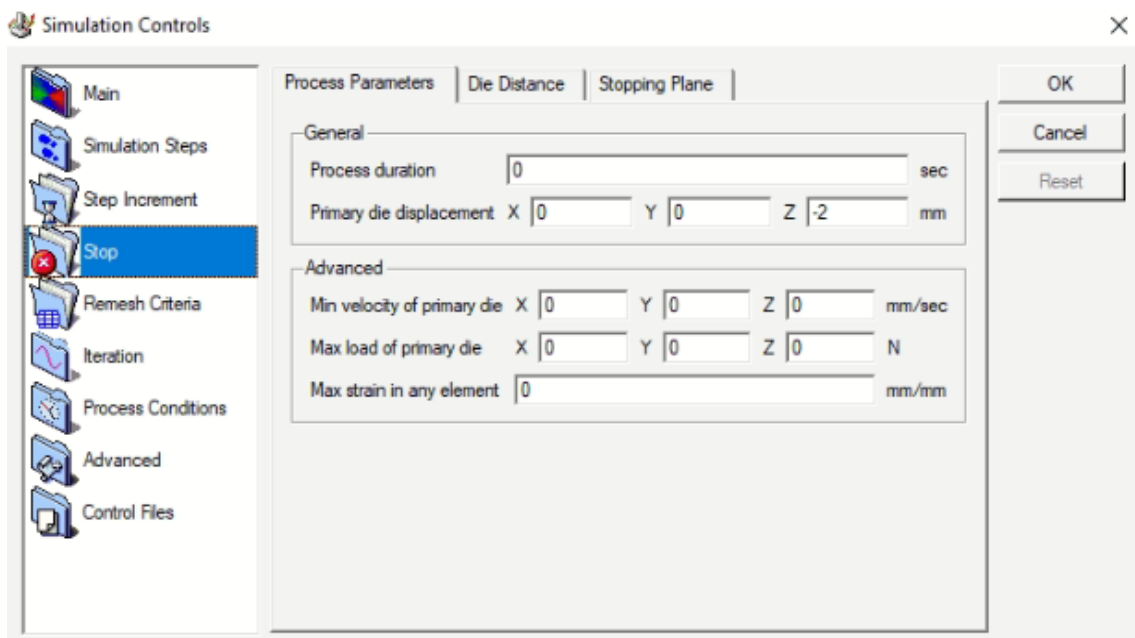 Simulation Controls
Main
Simulation Steps
Step Increment
Stop
Remesh Criteria
Iteration
Process Conditions
Advanced
Control Files
Process Parameters Die Distance Stopping Plane
General
Process duration 0 sec
Primary die displacement X 0 Y 0 Z -2 mm
Advanced
Min velocity of primary die X 0 Y 0 Z 0 mm/sec
Max load of primary die X 0 Y 0 Z 0 N
Max strain in any element 0 mm/mm
OK
Cancel
Reset